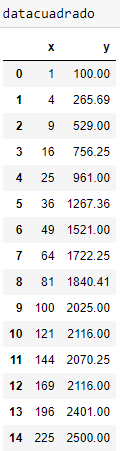 datacuadrado
x y
0 1 100.00
1 4 265.69
2 9 529.00
3 16 756.25
4 25 961.00
5 36 1267.36
6 49 1521.00
7 64 1722.25
8 81 1840.41
9 100 2025.00
10 121 2116.00
11 144 2070.25
12 169 2116.00
13 196 2401.00
14 225 2500.00